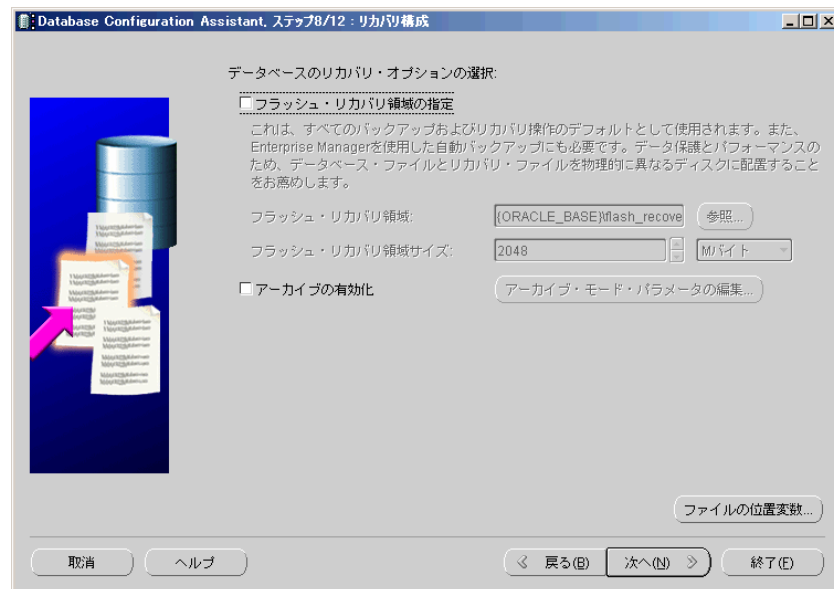 Database Configuration Assistant, ステップ8/12 : リカバリ構成
データベースのリカバリ・オプションの選択:
フラッシュ・リカバリ領域の指定
これは、すべてのバックアップおよびリカバリ操作のデフォルトとして使用されます。また、
Enterprise Managerを使用した自動バックアップにも必要です。データ保護とパフォーマンスの
ため、データベース・ファイルとリカバリ・ファイルを物理的に異なるディスクに配置すること
をお薦めします。
フラッシュ・リカバリ領域: {ORACLE_BASE}\flash_recove 参照...
フラッシュ・リカバリ領域サイズ: 2048 Mバイト
アーカイブの有効化 アーカイブ・モード・パラメータの編集...
ファイルの位置変数...
取消 ヘルプ 戻る(B) 次へ(N) 終了(F)